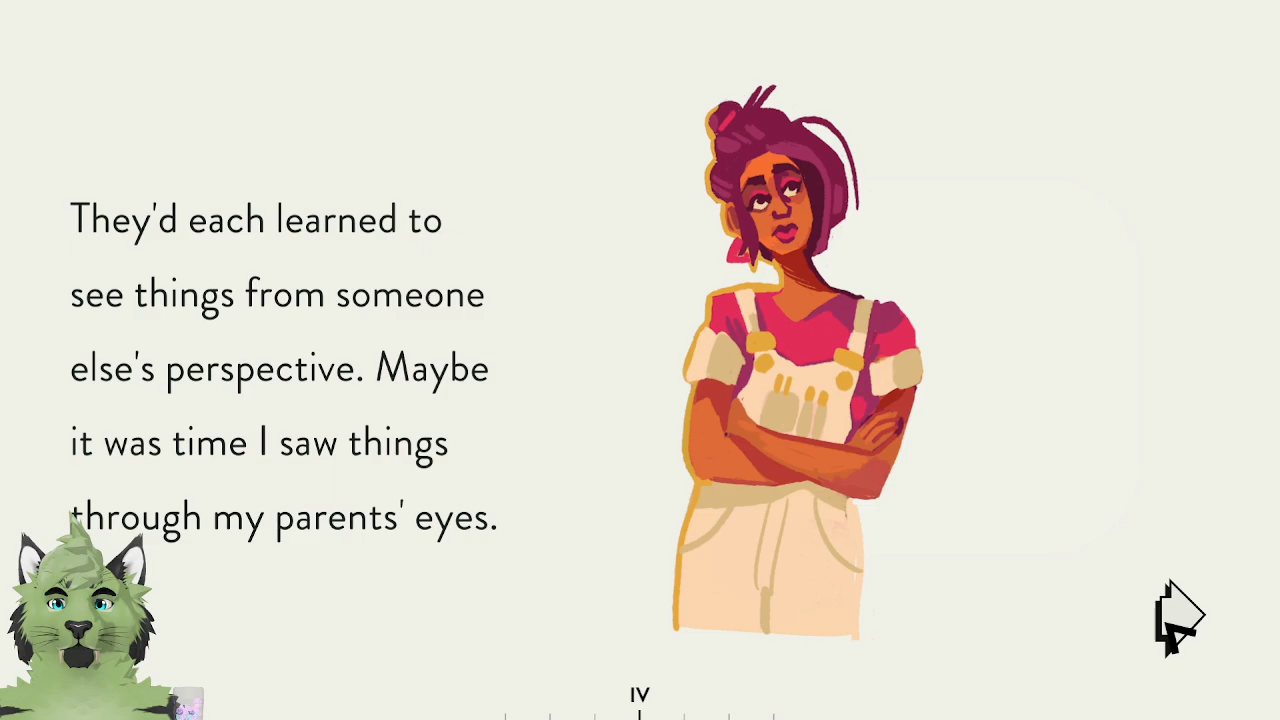 They'd each learned to
see things from someone
else's perspective. Maybe
it was time I saw things
through my parents' eyes.
IV